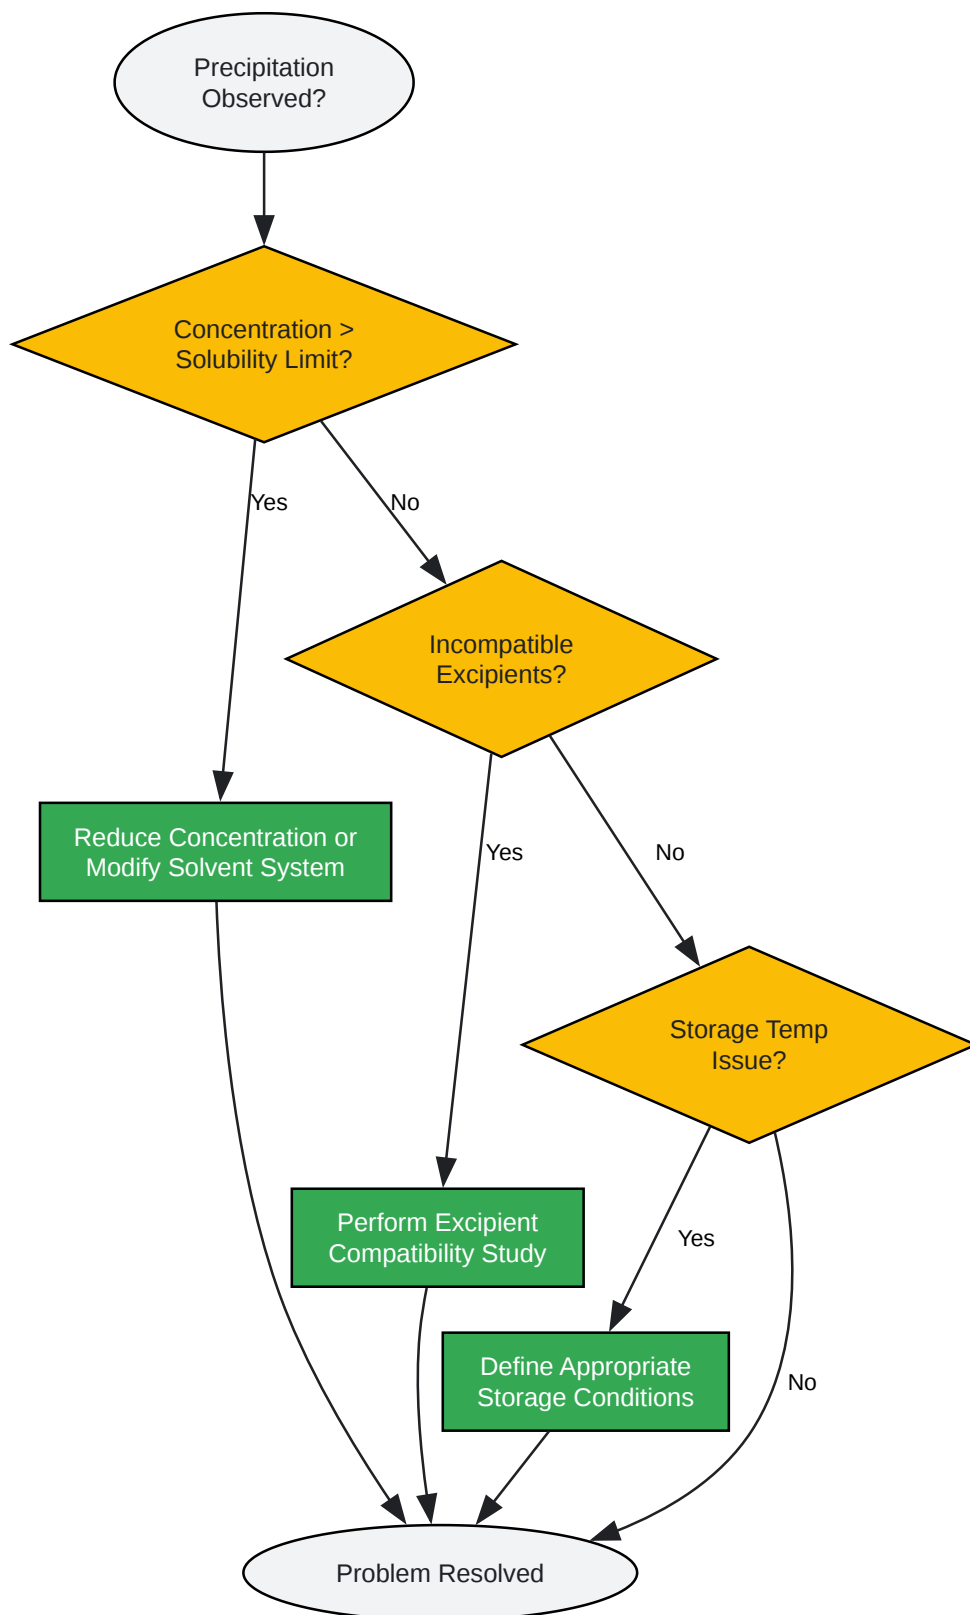 Precipitation
Observed?
Concentration >
Solubility Limit?
Yes
No
Incompatible
Excipients?
Reduce Concentration or
Modify Solvent System
Yes
No
Storage Temp
Issue?
Perform Excipient
Compatibility Study
Yes
Define Appropriate
Storage Conditions
No
Problem Resolved